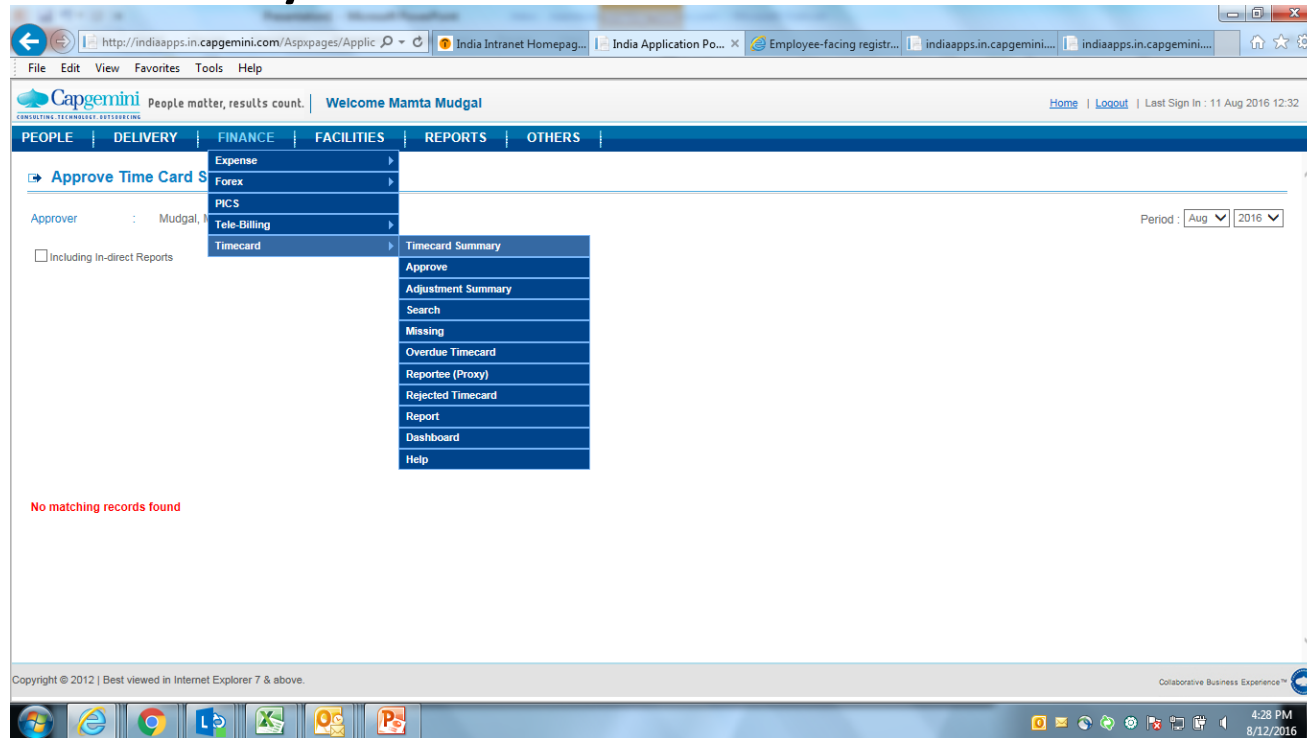 http://indiaapps.in.capgemini.com/Aspxpages/Applic
India Intranet Homepag...
India Application Po...
Employee-facing registr...
indiaapps.in.capgemini....
indiaapps.in.capgemini....
File Edit View Favorites Tools Help
Capgemini People matter, results count. Welcome Mamta Mudgal Home | Logout | Last Sign In : 11 Aug 2016 12:32
CONSULTING.TECHNOLOGY.OUTSOURCING
PEOPLE DELIVERY FINANCE FACILITIES REPORTS OTHERS
Approve Time Card S
Approver : Mudgal, M
Period : Aug 2016
Including In-direct Reports
Expense
Forex
PICS
Tele-Billing
Timecard
Timecard Summary
Approve
Adjustment Summary
Search
Missing
Overdue Timecard
Reportee (Proxy)
Rejected Timecard
Report
Dashboard
Help
No matching records found
Copyright © 2012 | Best viewed in Internet Explorer 7 & above.
Collaborative Business Experience™
4:28 PM
8/12/2016